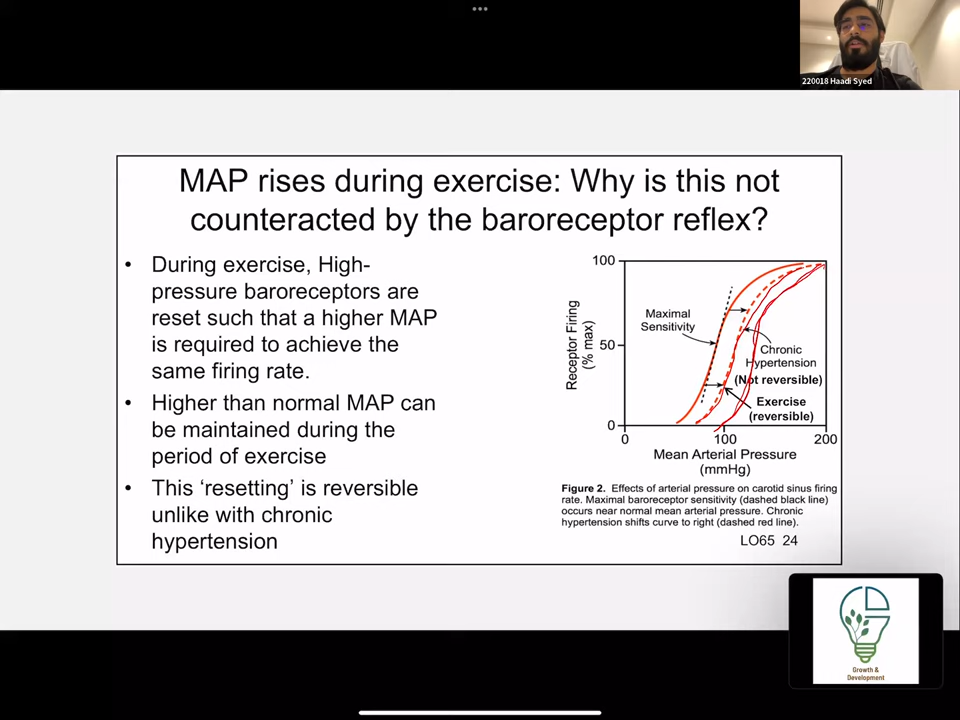 220018 Haadi Syed
MAP rises during exercise: Why is this not
counteracted by the baroreceptor reflex?
• During exercise, High-
pressure baroreceptors are
reset such that a higher MAP
is required to achieve the
same firing rate.
• Higher than normal MAP can
be maintained during the
period of exercise
• This ‘resetting’ is reversible
unlike with chronic
hypertension
100
50
0
Receptor Firing
(% max)
Maximal
Sensitivity
Chronic
Hypertension
(Not reversible)
Exercise
(reversible)
0 100 200
Mean Arterial Pressure
(mmHg)
Figure 2. Effects of arterial pressure on carotid sinus firing
rate. Maximal baroreceptor sensitivity (dashed black line)
occurs near normal mean arterial pressure. Chronic
hypertension shifts curve to right (dashed red line).
LO65 24
Growth &
Development